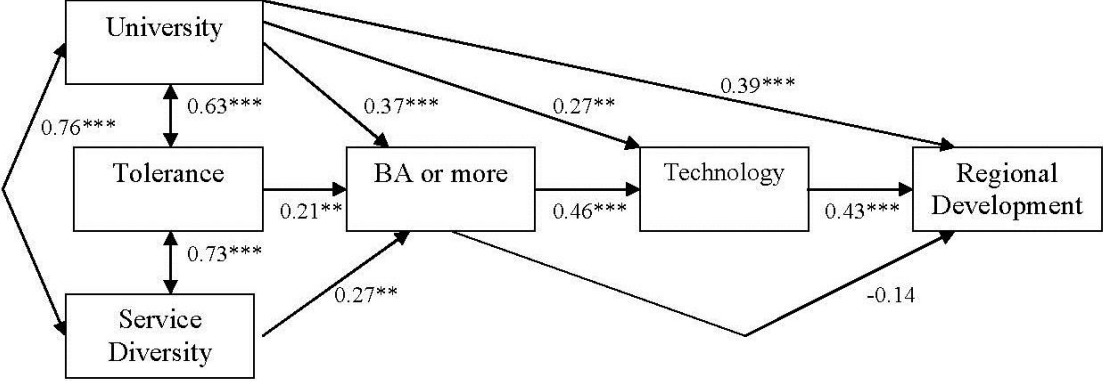 University
0.39***
0.63***
0.37***
0.27**
0.76***
Tolerance
BA or more
Technology
Regional
Development
0.21**
0.46***
0.43***
0.73***
0.27**
-0.14
Service
Diversity